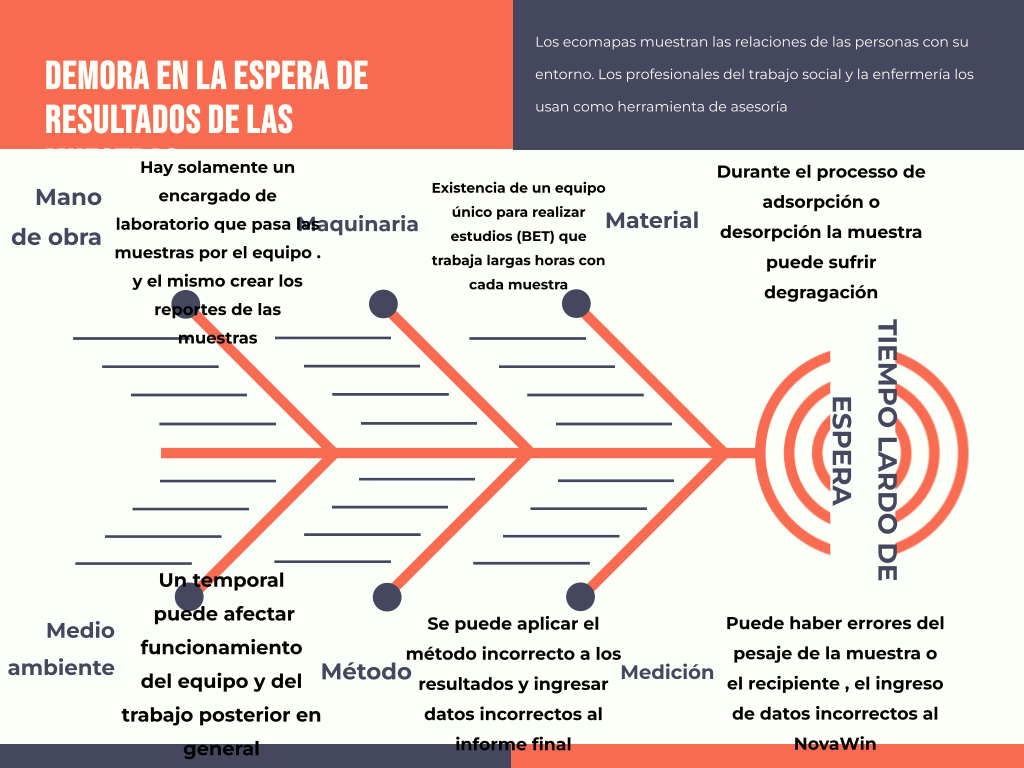 DEMORA EN LA ESPERA DE
RESULTADOS DE LAS
Los ecomapas muestran las relaciones de las personas con su
entorno. Los profesionales del trabajo social y la enfermería los
usan como herramienta de asesoría
Mano
de obra
Hay solamente un
encargado de
laboratorio que pasa las
muestras por el equipo .
y el mismo crear los
reportes de las
muestras
Maquinaria
Existencia de un equipo
único para realizar
estudios (BET) que
trabaja largas horas con
cada muestra
Material
Durante el processo de
adsorpción o
desorpción la muestra
puede sufrir
degragación
TIEMPO LARDO DE
ESPERA
Medio
ambiente
Un temporal
puede afectar
funcionamiento
del equipo y del
trabajo posterior en
general
Método
Se puede aplicar el
método incorrecto a los
resultados y ingresar
datos incorrectos al
informe final
Medición
Puede haber errores del
pesaje de la muestra o
el recipiente , el ingreso
de datos incorrectos al
NovaWin